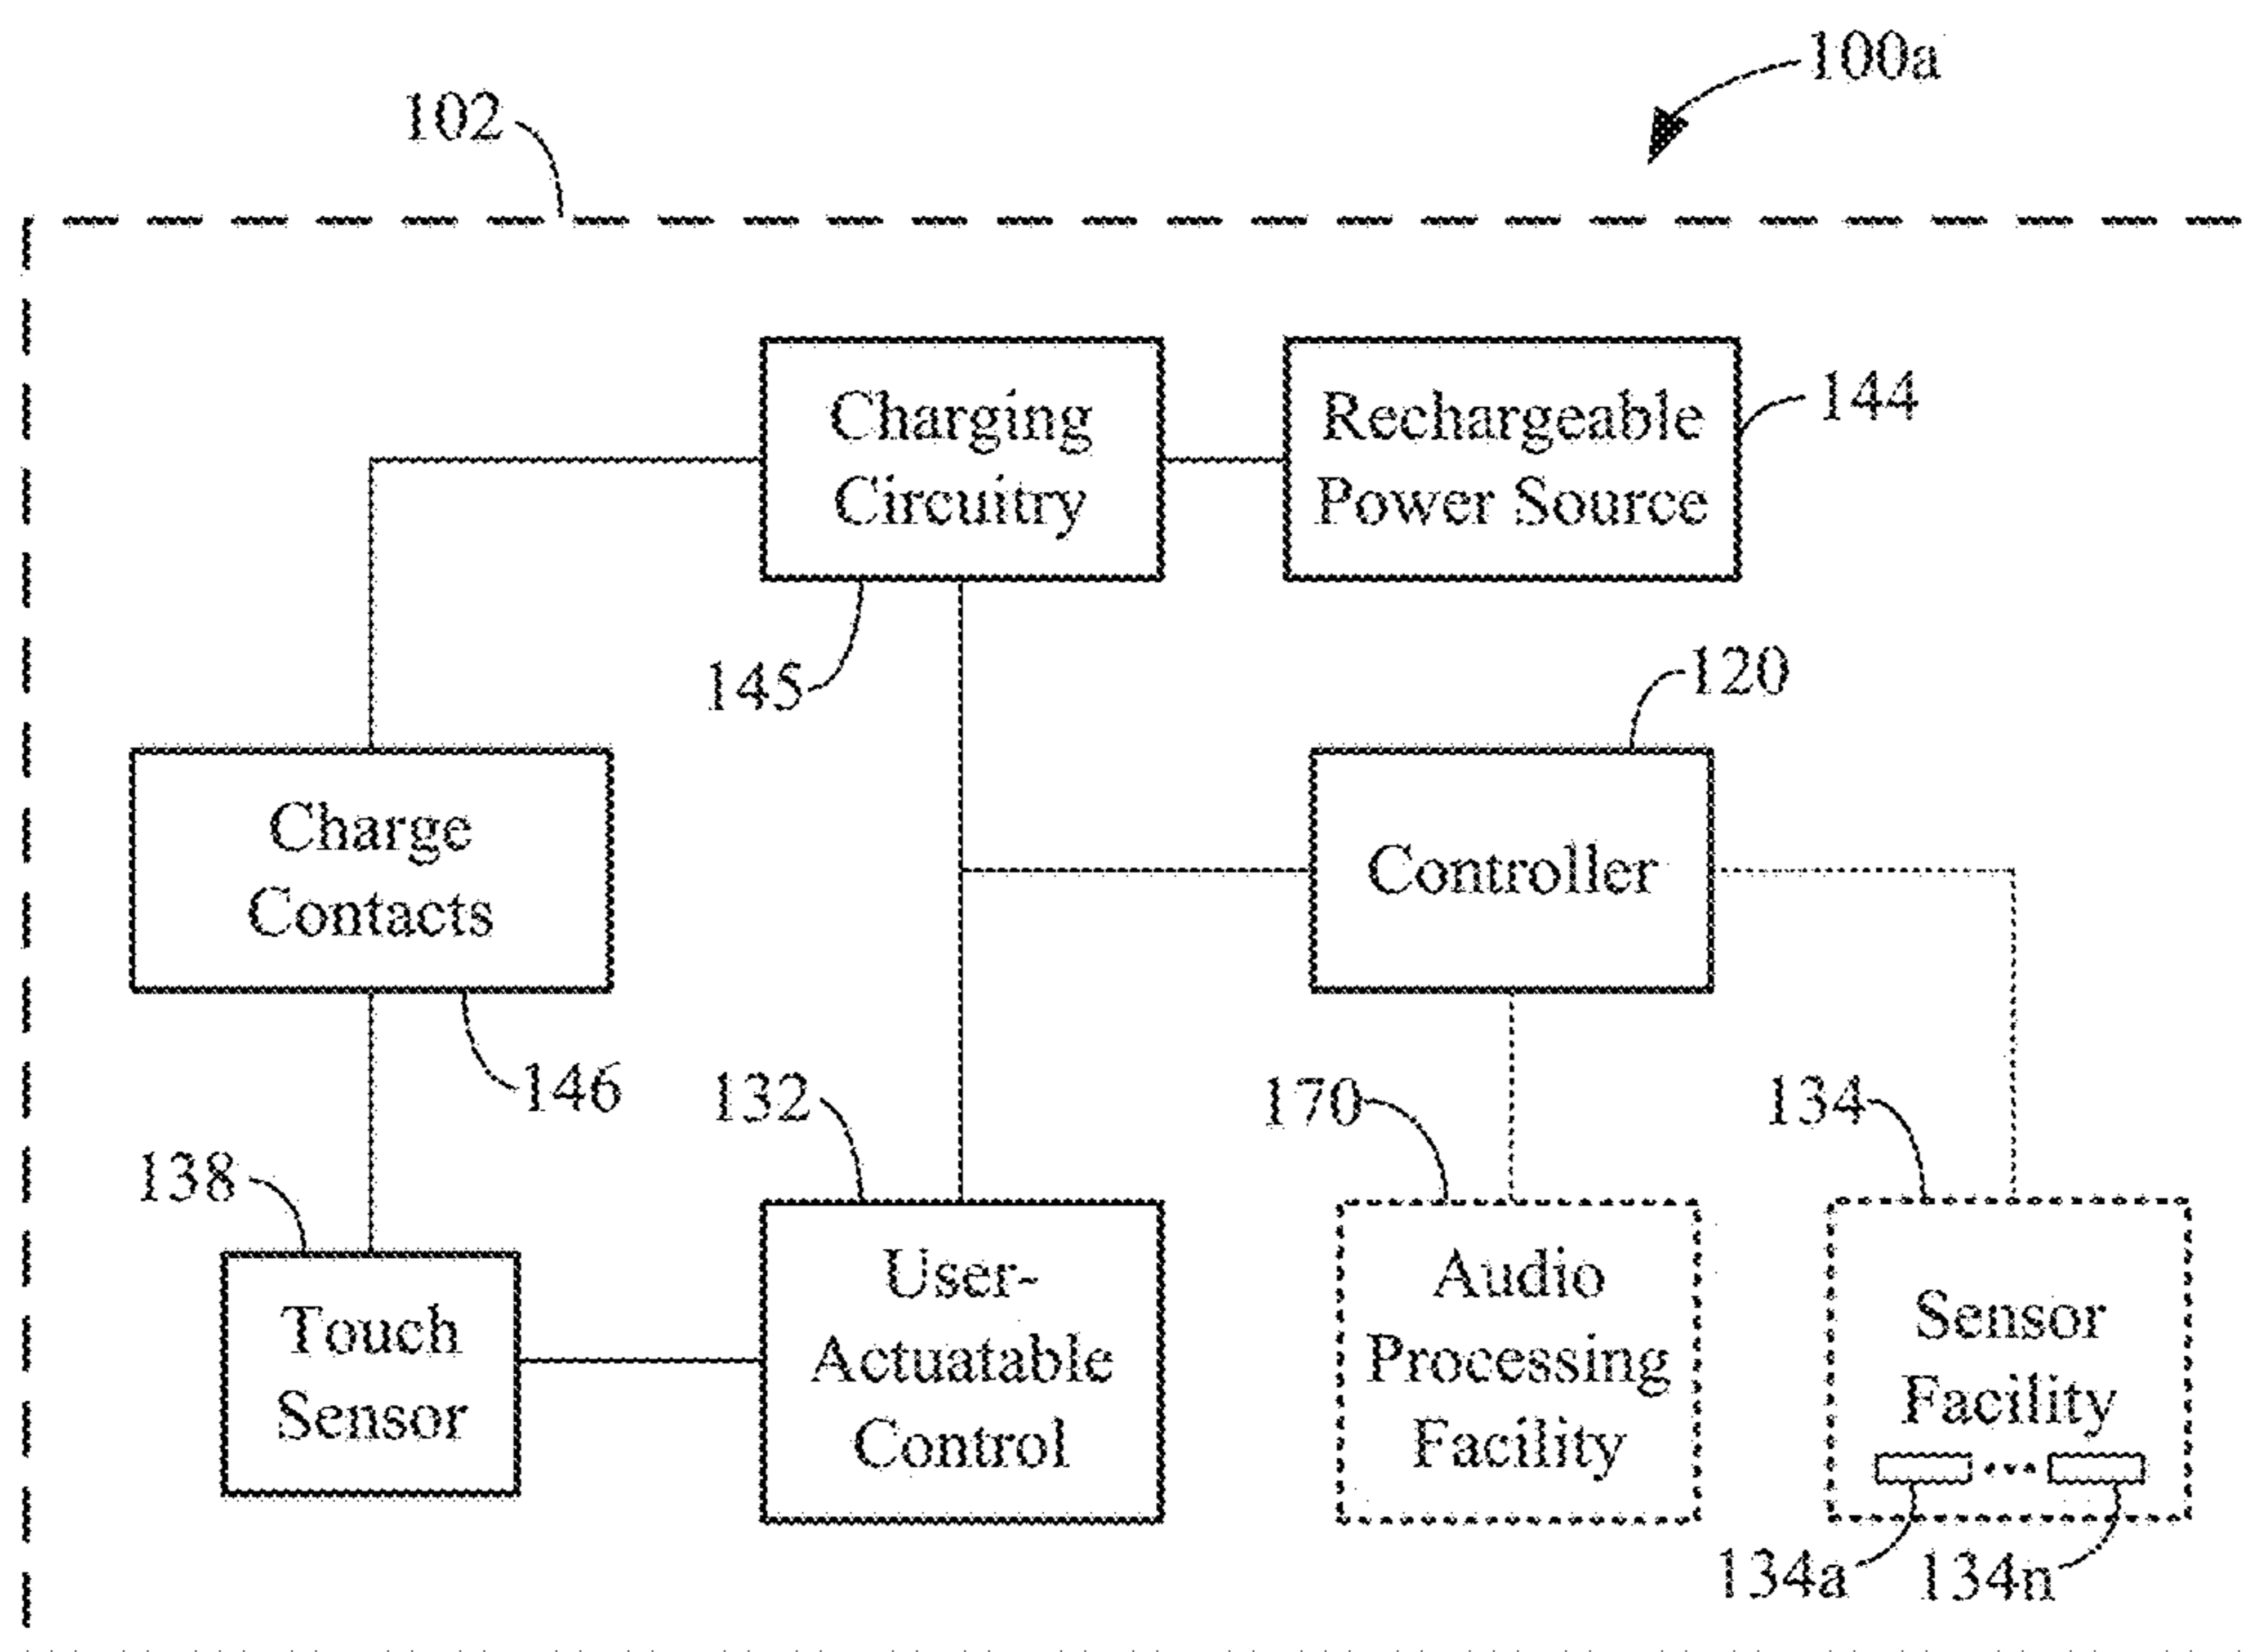 100a
102
Charging
Circuitry
Rechargeable
Power Source
144
145
120
Charge
Contacts
Controller
146
132
170
134
138
Touch
Sensor
User-
Actuatable
Control
Audio
Processing
Facility
Sensor
Facility
134a
134n